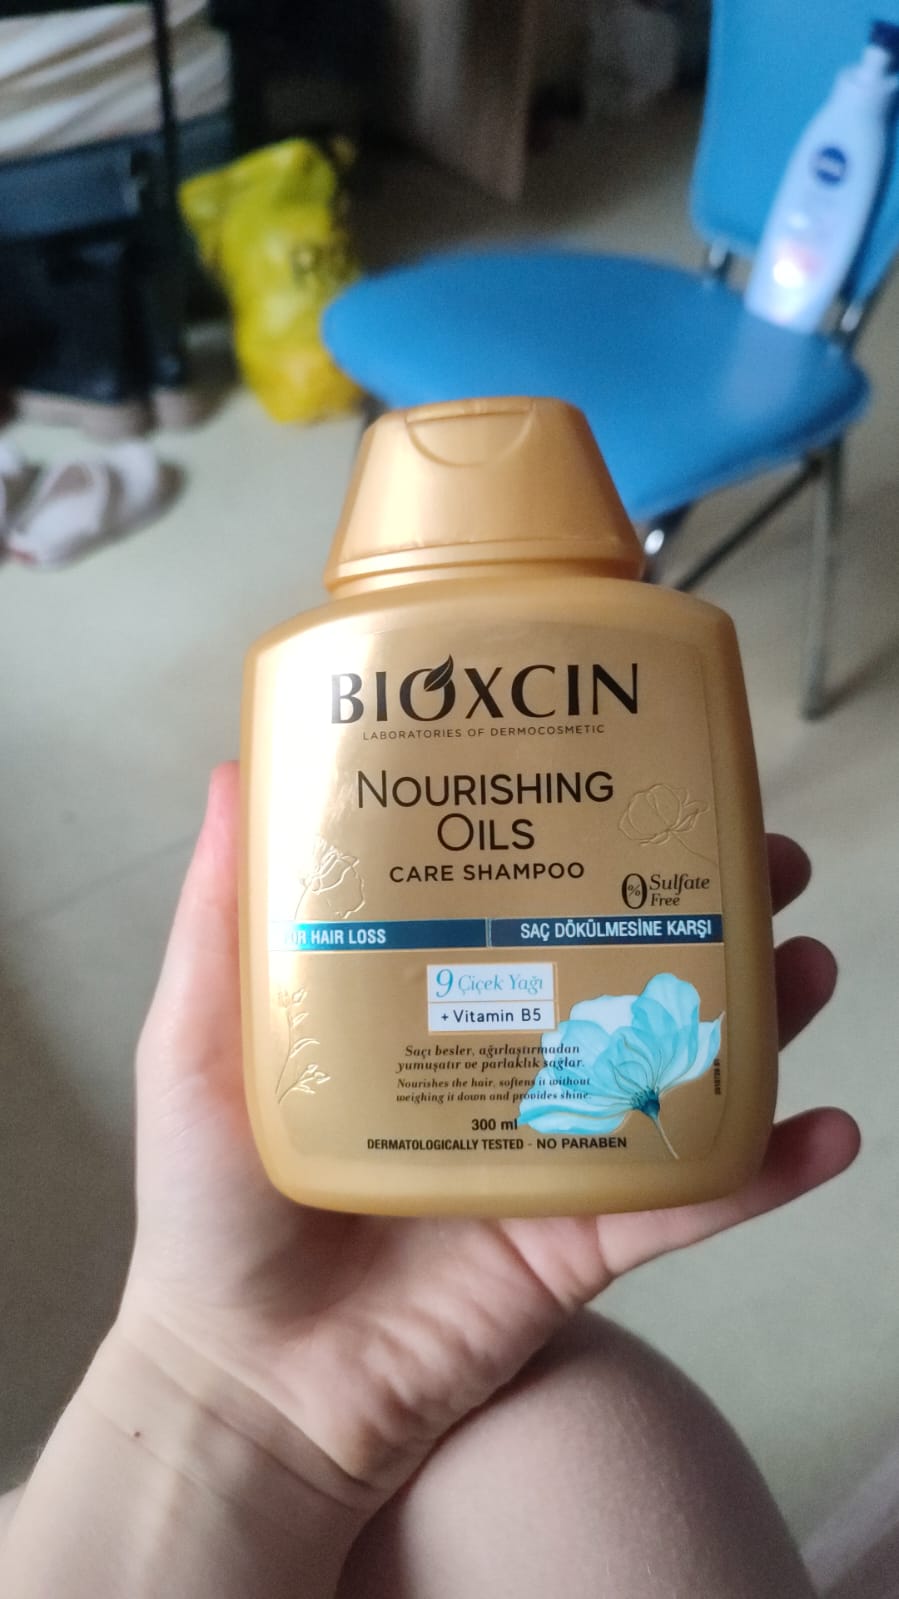 BIOXCIN
LABORATORIES OF DERMOCOSMETIC
NOURISHING
OILS
CARE SHAMPOO
0% Sulfate
Free
FOR HAIR LOSS
SAÇ DÖKÜLMESİNE KARŞI
9 Çiçek Yağı
+ Vitamin B5
Saçı besler, ağırlaştırmadan
yumuşatır ve parlaklık sağlar.
Nourishes the hair, softens it without
weighing it down and provides shine.
300 ml
DERMATOLOGICALLY TESTED - NO PARABEN
NIVEA